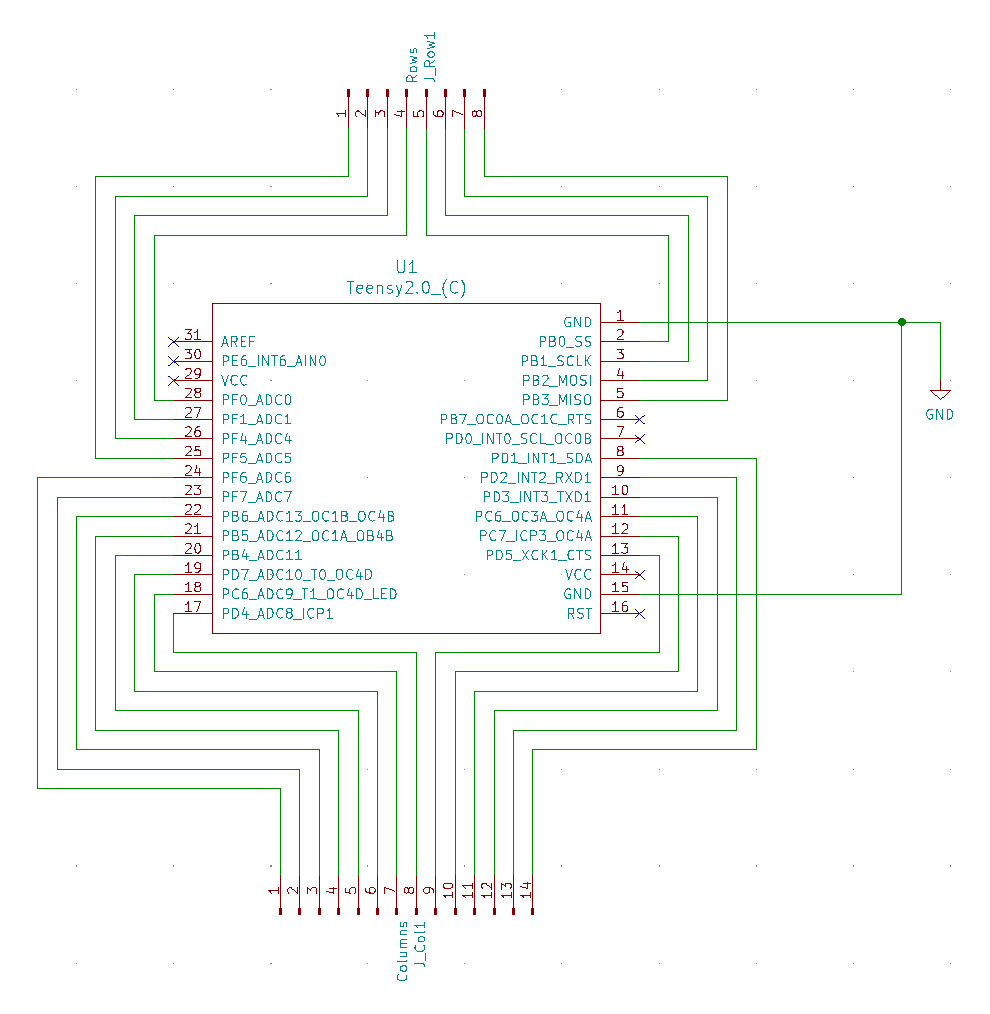 Rows
J_Row1
1
2
3
4
5
6
7
8
U1
Teensy2.0_(C)
31 AREF
30 PE6_INT6_AIN0
29 VCC
28 PF0_ADC0
27 PF1_ADC1
26 PF4_ADC4
25 PF5_ADC5
24 PF6_ADC6
23 PF7_ADC7
22 PB6_ADC13_OC1B_OC4B
21 PB5_ADC12_OC1A_OB4B
20 PB4_ADC11
19 PD7_ADC10_T0_OC4D
18 PC6_ADC9_T1_OC4D_LED
17 PD4_ADC8_ICP1
GND 1
PB0_SS 2
PB1_SCLK 3
PB2_MOSI 4
PB3_MISO 5
PB7_OC0A_OC1C_RTS 6
PD0_INT0_SCL_OC0B 7
PD1_INT1_SDA 8
PD2_INT2_RXD1 9
PD3_INT3_TXD1 10
PC6_OC3A_OC4A 11
PC7_ICP3_OC4A 12
PD5_XCK1_CTS 13
VCC 14
GND 15
RST 16
GND
1
2
3
4
5
6
7
8
9
10
11
12
13
14
Columns
J_Col1